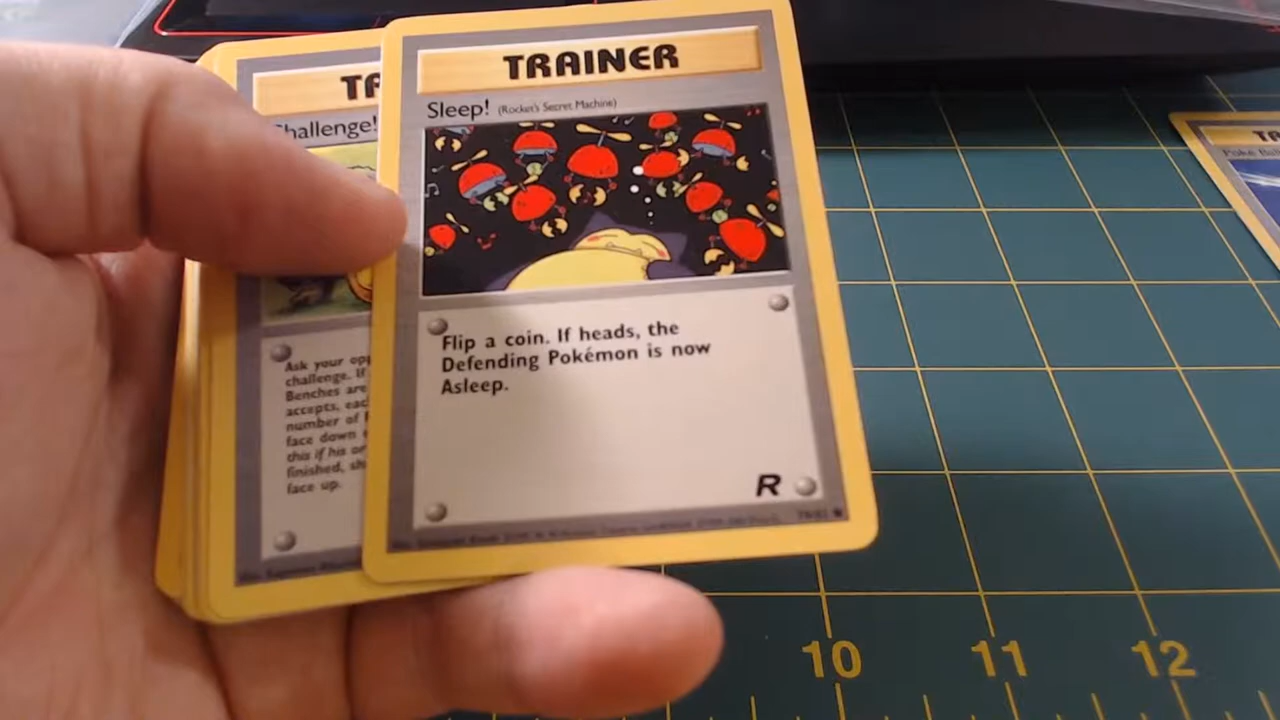 TRAINER
Sleep! (Rocket's Secret Machine)
Flip a coin. If heads, the
Defending Pokémon is now
Asleep.
R
TR
Challenge!
Ask your opp
challenge. If
Benches are
accepts, eac
number of
face down
this if his or
finished, sh
face up.
10 11 12